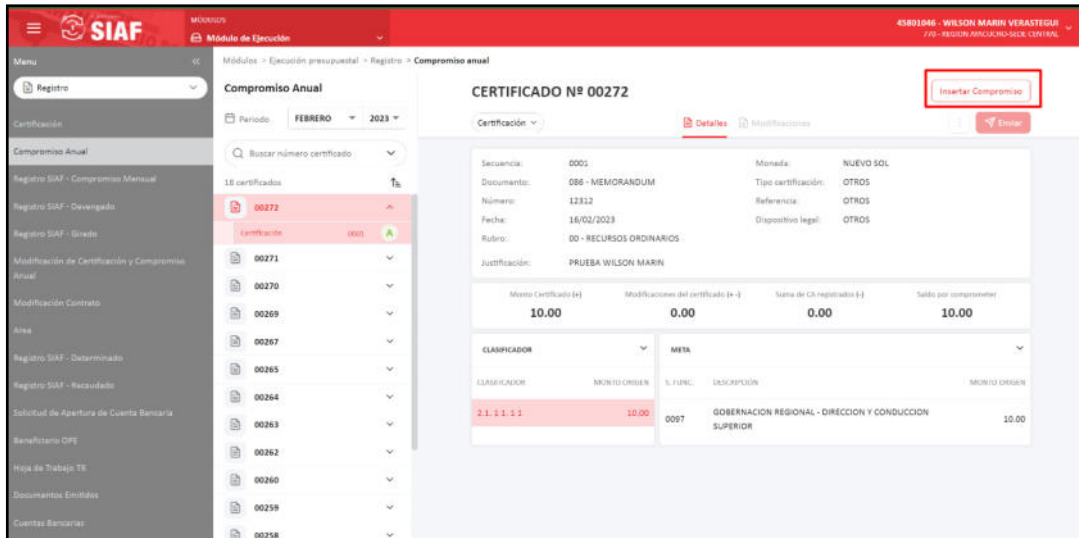 SIAF
MÓDULOS
Módulo de Ejecución
45801046 - WILSON MARIN VERASTEGUI
770 - REGION AYACUCHO-SEDE CENTRAL
Menu
Registro
Certificación
Compromiso Anual
Registro SIAF - Compromiso Mensual
Registro SIAF - Devengado
Registro SIAF - Girado
Modificación de Certificación y Compromiso
Anual
Modificación Contrato
Area
Registro SIAF - Determinado
Registro SIAF - Recaudado
Solicitud de Apertura de Cuenta Bancaria
Beneficiario OPE
Hoja de Trabajo TR
Documentos Emitidos
Cuentas Bancarias
Módulos > Ejecución presupuestal > Registro > Compromiso anual
Compromiso Anual
Periodo FEBRERO 2023
Buscar número certificado
18 certificados
00272
Certificación 0001 A
00271
00270
00269
00267
00265
00264
00263
00262
00260
00259
00258
CERTIFICADO Nº 00272
Insertar Compromiso
Certificación
Detalles
Modificaciones
Enviar
Secuencia: 0001 Moneda: NUEVO SOL
Documento: 086 - MEMORANDUM Tipo certificación: OTROS
Número: 12312 Referencia: OTROS
Fecha: 16/02/2023 Dispositivo legal: OTROS
Rubro: 00 - RECURSOS ORDINARIOS
Justificación: PRUEBA WILSON MARIN
Monto Certificado (+) Modificaciones del certificado (+ -) Suma de CA registrados (-) Saldo por comprometer
10.00 0.00 0.00 10.00
CLASIFICADOR META
CLASIFICADOR MONTO ORIGEN S. FUNC. DESCRIPCIÓN MONTO ORIGEN
2.1. 1 1. 1 1 10.00 0097 GOBERNACION REGIONAL - DIRECCION Y CONDUCCION
SUPERIOR 10.00